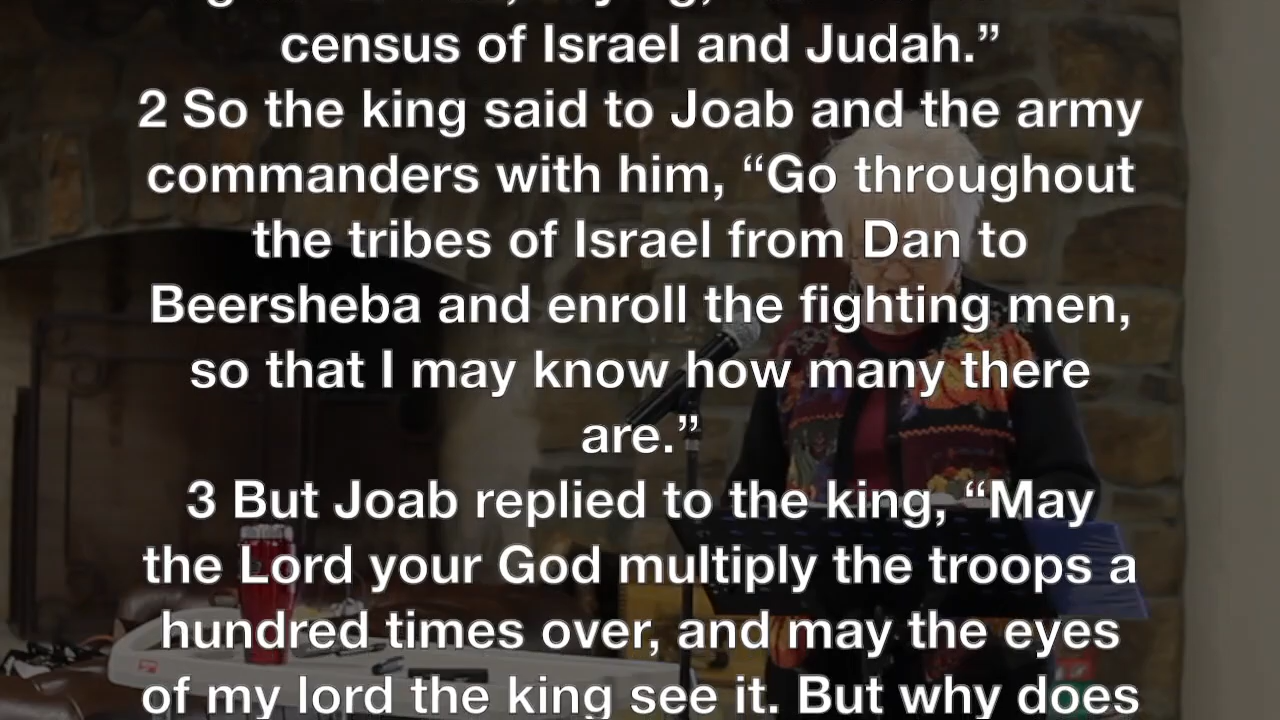 census of Israel and Judah.”
2 So the king said to Joab and the army
commanders with him, “Go throughout
the tribes of Israel from Dan to
Beersheba and enroll the fighting men,
so that I may know how many there
are.”
3 But Joab replied to the king, “May
the Lord your God multiply the troops a
hundred times over, and may the eyes
of my lord the king see it. But why does